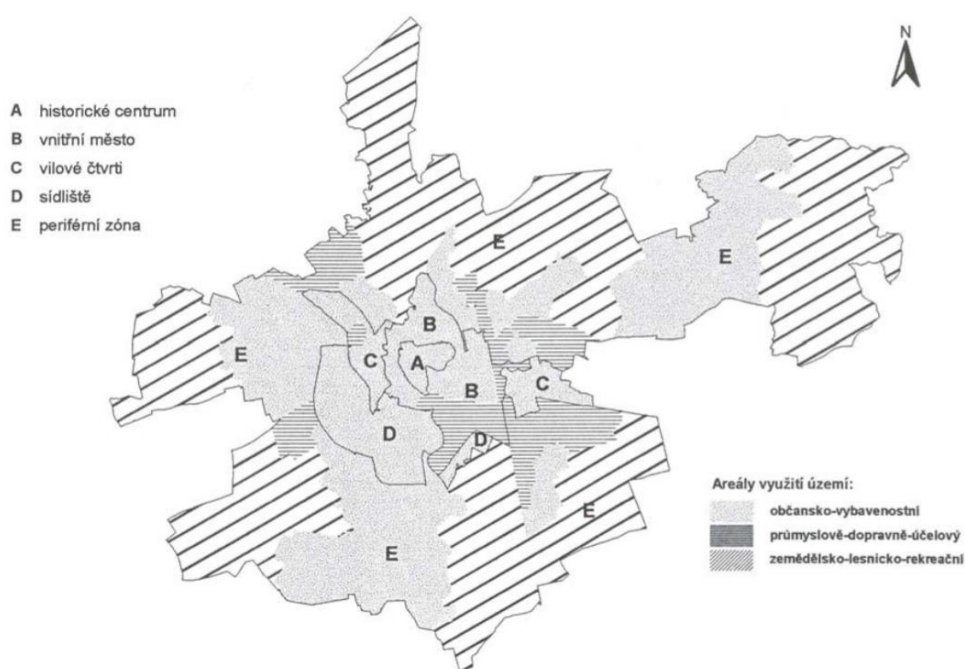 N
A historické centrum
B vnitřní město
C vilové čtvrti
D sídliště
E periférní zóna
E
E
B
E
C
A
C
B
D
D
E
E
Areály využití území:
občansko-vybavenostní
průmyslově-dopravně-účelový
zemědělsko-lesnicko-rekreační